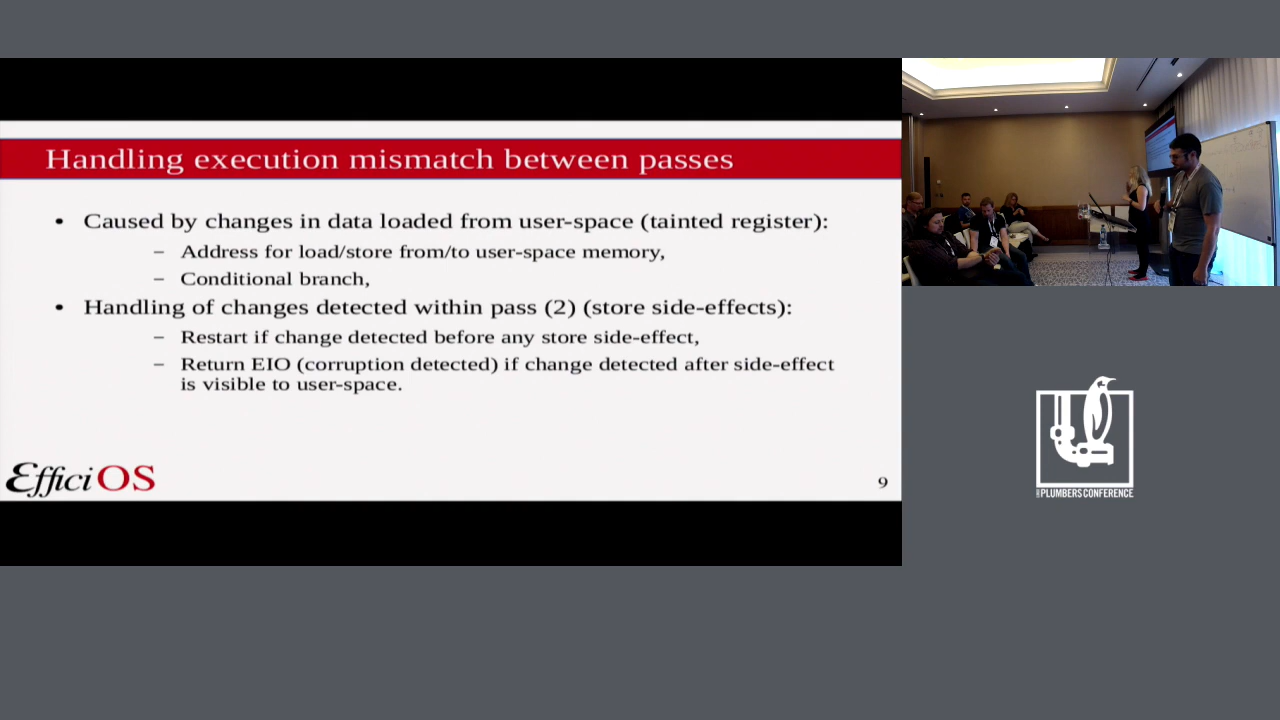 Handling execution mismatch between passes
• Caused by changes in data loaded from user-space (tainted register):
– Address for load/store from/to user-space memory,
– Conditional branch,
• Handling of changes detected within pass (2) (store side-effects):
– Restart if change detected before any store side-effect,
– Return EIO (corruption detected) if change detected after side-effect
is visible to user-space.
EfficiOS
9
PLUMBERS CONFERENCE